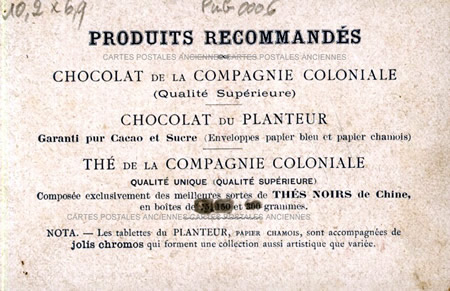 10,2 x 6,9 Pub 0006
PRODUITS RECOMMANDÉS
CARTES POSTALES ANCIENNES CARTES POSTALES ANCIENNES
CHOCOLAT DE LA COMPAGNIE COLONIALE
(Qualité Supérieure)
CHOCOLAT DU PLANTEUR
Garanti pur Cacao et Sucre (Enveloppes papier bleu et papier chamois)
THÉ DE LA COMPAGNIE COLONIALE
QUALITÉ UNIQUE (QUALITÉ SUPÉRIEURE)
Composée exclusivement des meilleures sortes de THÉS NOIRS de Chine,
en boîtes de et 300 grammes.
CARTES POSTALES ANCIENNES CARTES POSTALES ANCIENNES
NOTA. — Les tablettes du PLANTEUR, PAPIER CHAMOIS, sont accompagnées de
jolis chromos qui forment une collection aussi artistique que variée.